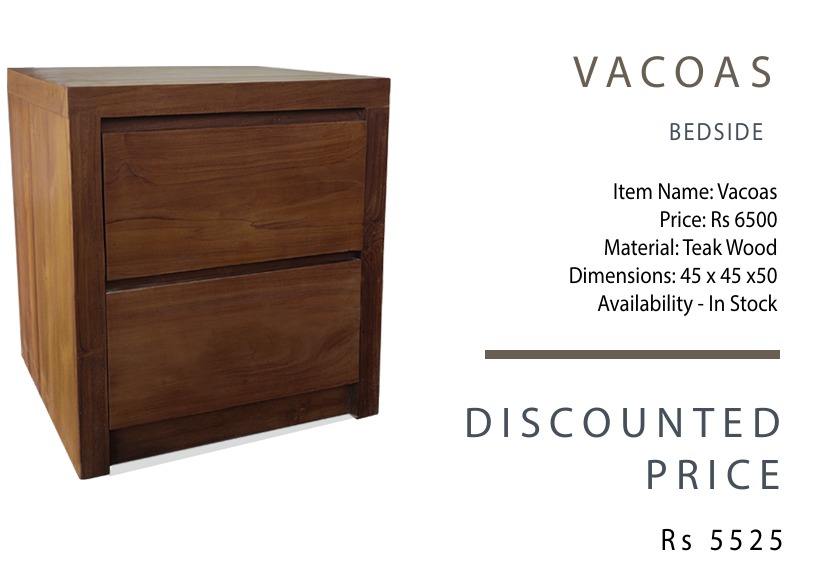 VACOAS
BEDSIDE
Item Name: Vacoas
Price: Rs 6500
Material: Teak Wood
Dimensions: 45 x 45 x50
Availability - In Stock
DISCOUNTED
PRICE
Rs 5525